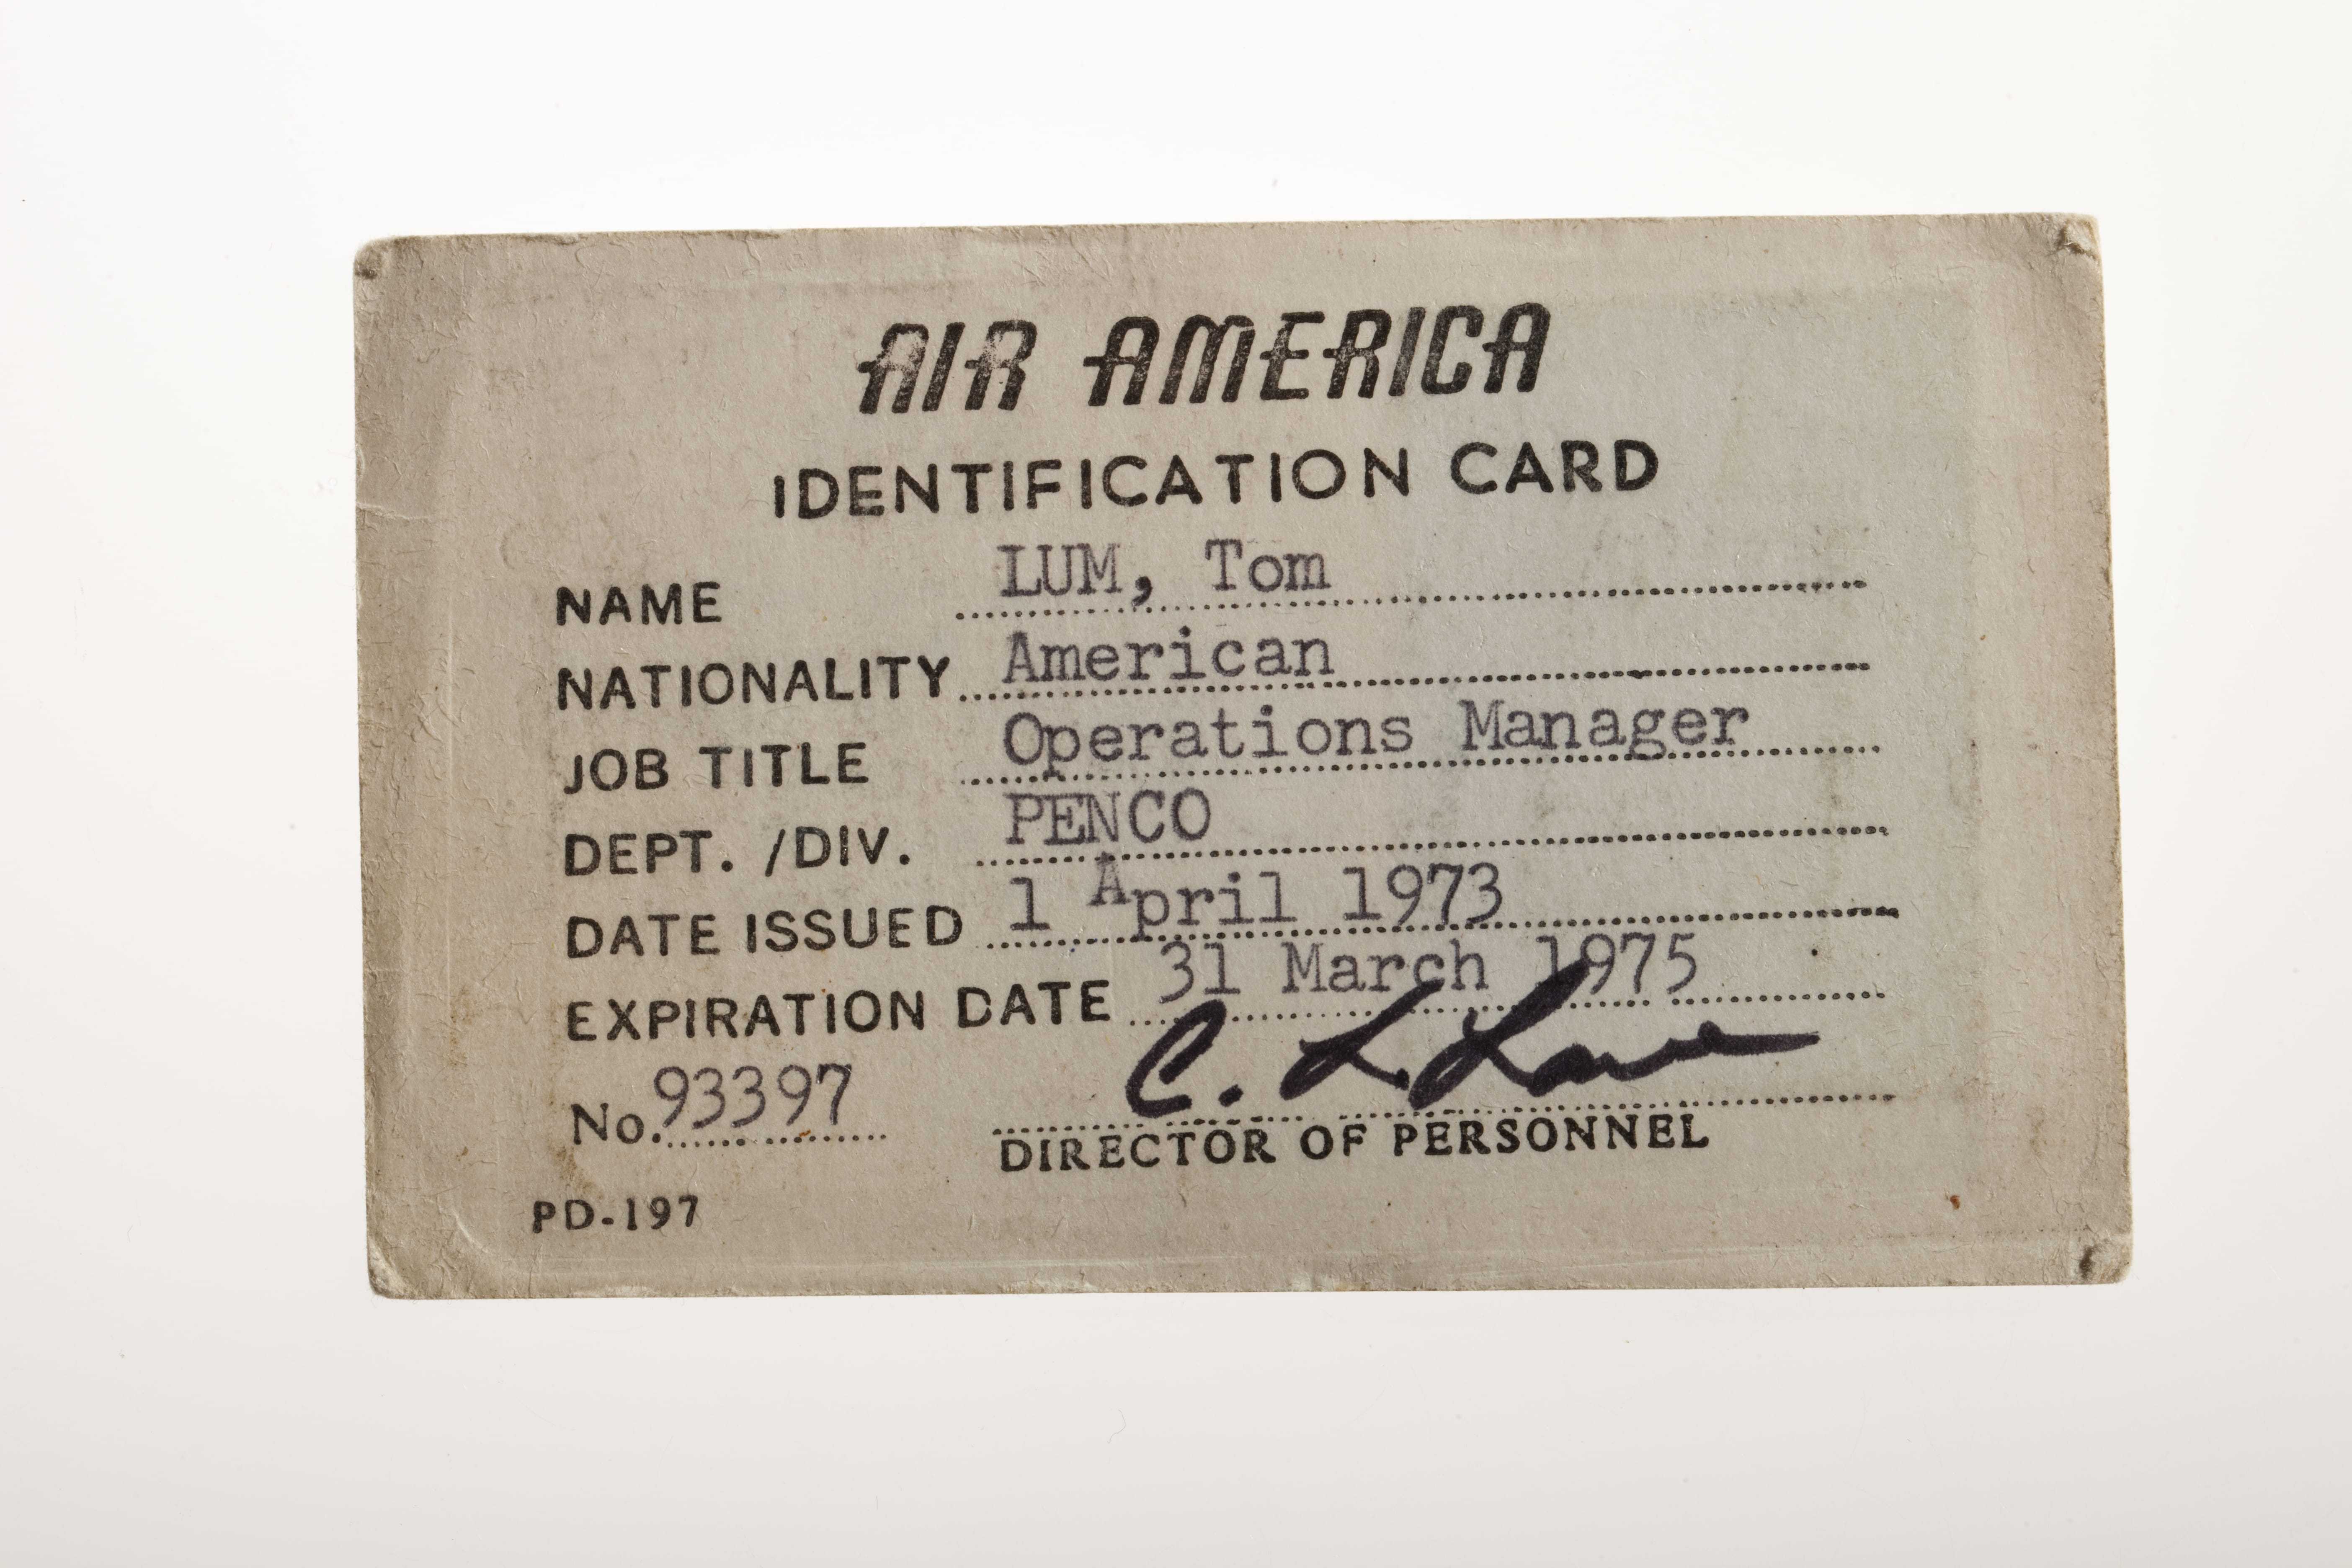 AIR AMERICA
IDENTIFICATION CARD
NAME LUM, Tom
NATIONALITY American
JOB TITLE Operations Manager
DEPT. /DIV. PENCO
DATE ISSUED 1 April 1973
EXPIRATION DATE 31 March 1975
No. 93397 C. L.
DIRECTOR OF PERSONNEL
PD-197